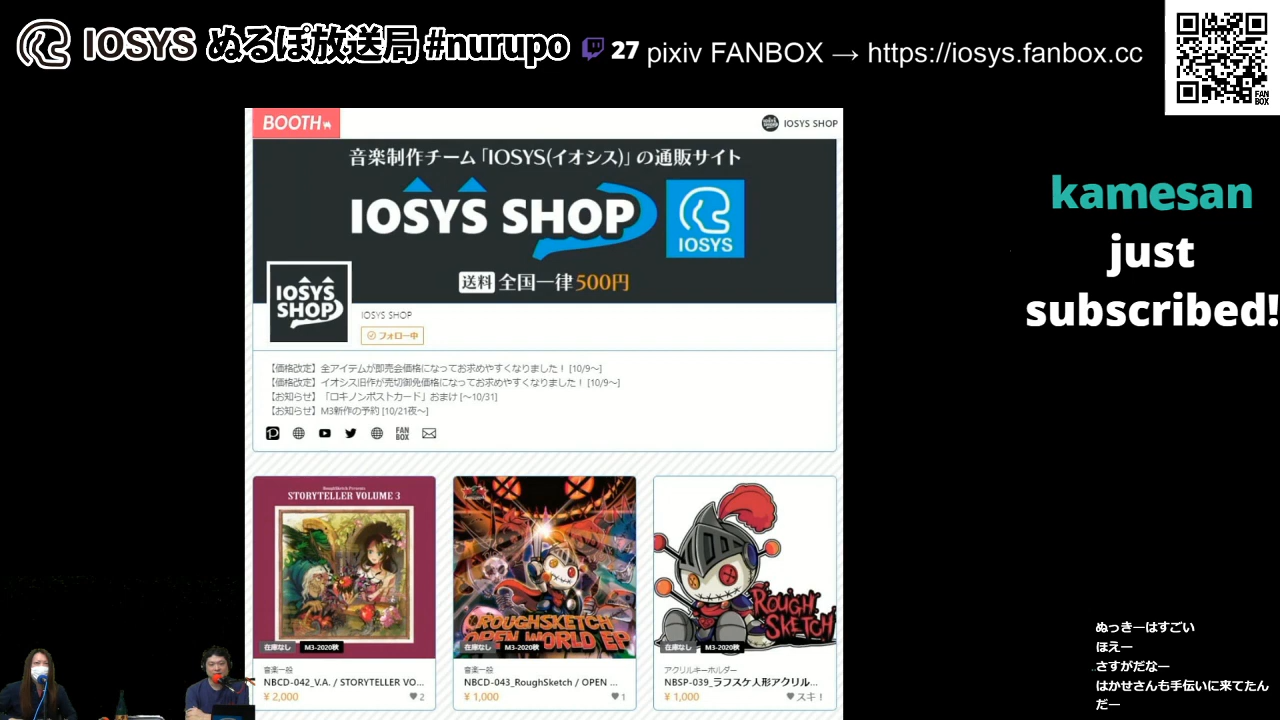 IOSYS ぬるぽ放送局 #nurupo 27 pixiv FANBOX → https://iosys.fanbox.cc
FAN
BOX
BOOTH
IOSYS SHOP
音楽制作チーム「IOSYS(イオシス)」の通販サイト
IOSYS SHOP
IOSYS
送料 全国一律500円
IOSYS
SHOP
IOSYS SHOP
フォロー中
【価格改定】全アイテムが即売会価格になってお求めやすくなりました！ [10/9～]
【価格改定】イオシス旧作が売切御免価格になってお求めやすくなりました！ [10/9～]
【お知らせ】「ロキノンポストカード」おまけ [～10/31]
【お知らせ】M3新作の予約 [10/21夜～]
FAN
BOX
RoughSketch Presents
STORYTELLER VOLUME 3
在庫なし M3-2020秋
音楽一般
NBCD-042_V.A. / STORYTELLER VO...
¥ 2,000
2
ROUGHSKETCH
OPEN WORLD EP
在庫なし M3-2020秋
音楽一般
NBCD-043_RoughSketch / OPEN ...
¥ 1,000
1
ROUGH
SKETCH
在庫なし M3-2020秋
アクリルキーホルダー
NBSP-039_ラフスケ人形アクリル...
¥ 1,000
スキ！
kamesan
just
subscribed!
ぬっきーはすごい
ほえー
さすがだなー
はかせさんも手伝いに来てたん
だー